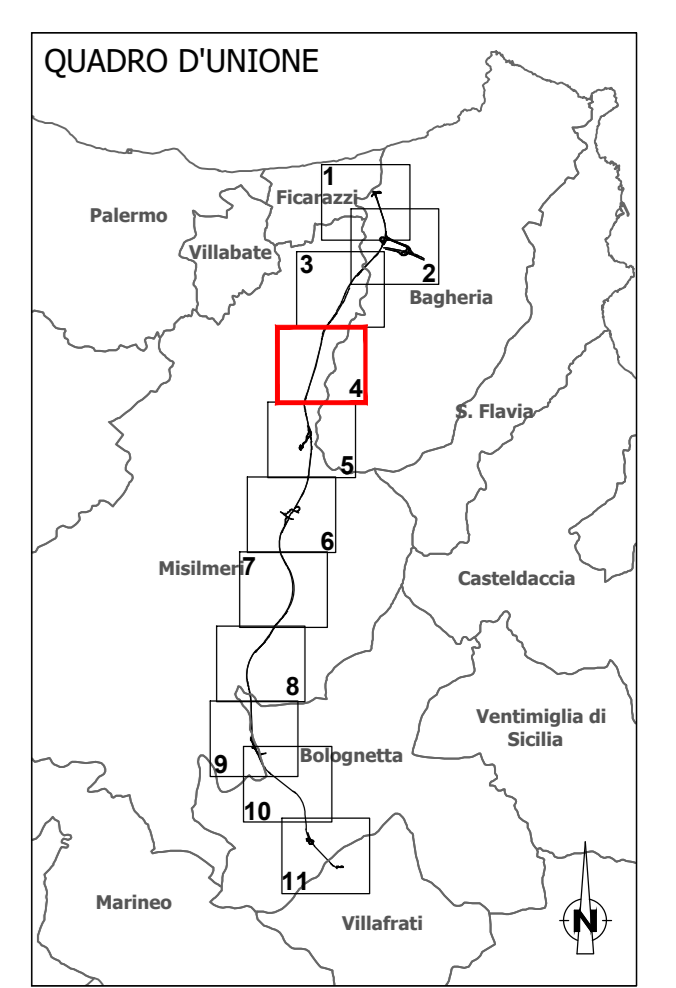 QUADRO D'UNIONE
1
Ficarazzi
Palermo
Villabate
3
2
Bagheria
4
S. Flavia
5
6
Misilmeri
7
Casteldaccia
8
Ventimiglia di
Sicilia
Bolognetta
9
10
11
Marineo
Villafrati
N